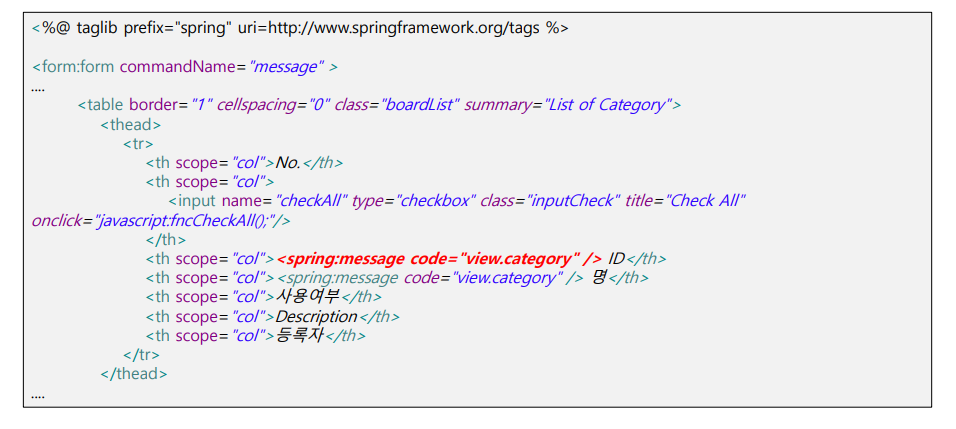 <%@ taglib prefix="spring" uri=http://www.springframework.org/tags %>
<form:form commandName="message" >
....
<table border="1" cellspacing="0" class="boardList" summary="List of Category">
<thead>
<tr>
<th scope="col">No.</th>
<th scope="col">
<input name="checkAll" type="checkbox" class="inputCheck" title="Check All"
onclick="javascript:fncCheckAll();"/>
</th>
<th scope="col"><spring:message code="view.category" /> ID</th>
<th scope="col"><spring:message code="view.category" /> 명</th>
<th scope="col">사용여부</th>
<th scope="col">Description</th>
<th scope="col">등록자</th>
</tr>
</thead>
....